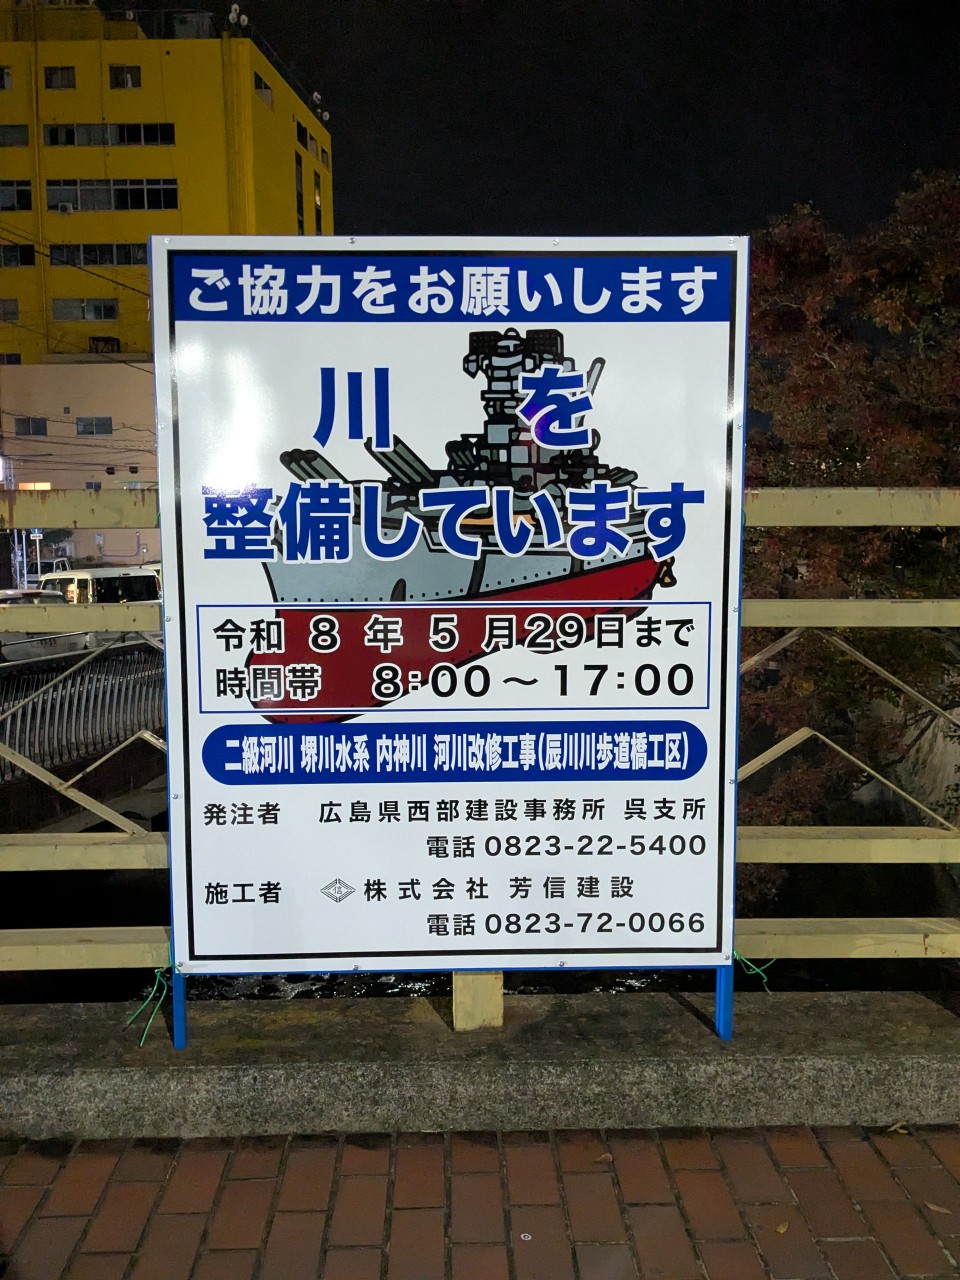 ご協力をお願いします
川を
整備しています
令和 8 年 5 月29日まで
時間帯 8:00～17:00
二級河川 堺川水系 内神川 河川改修工事(辰川川歩道橋工区)
発注者 広島県西部建設事務所 呉支所
電話 0823-22-5400
施工者 信 株式会社 芳信建設
電話 0823-72-0066